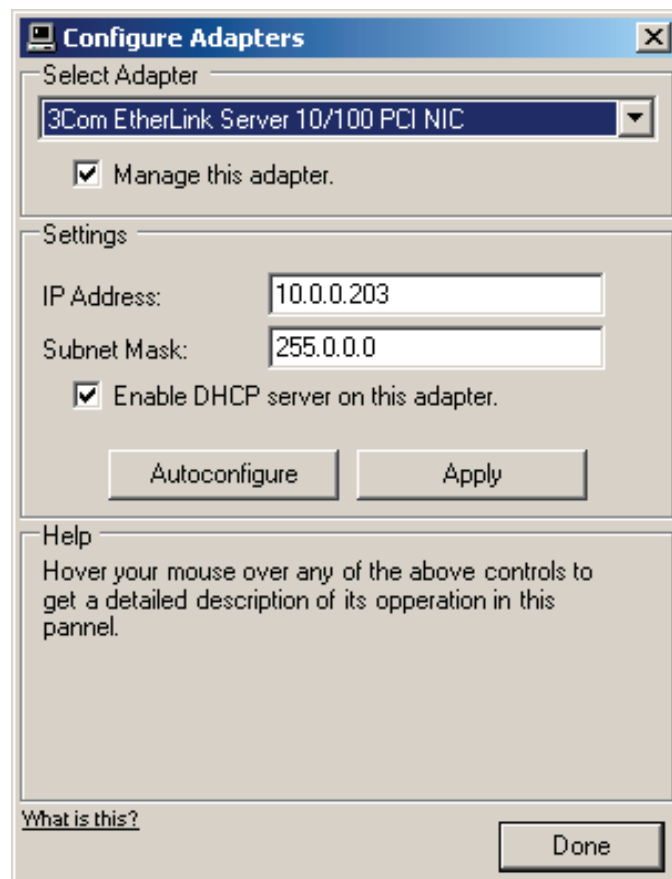 Configure Adapters
Select Adapter
3Com EtherLink Server 10/100 PCI NIC
Manage this adapter.
Settings
IP Address:
10.0.0.203
Subnet Mask:
255.0.0.0
Enable DHCP server on this adapter.
Autoconfigure
Apply
Help
Hover your mouse over any of the above controls to
get a detailed description of its opperation in this
pannel.
What is this?
Done